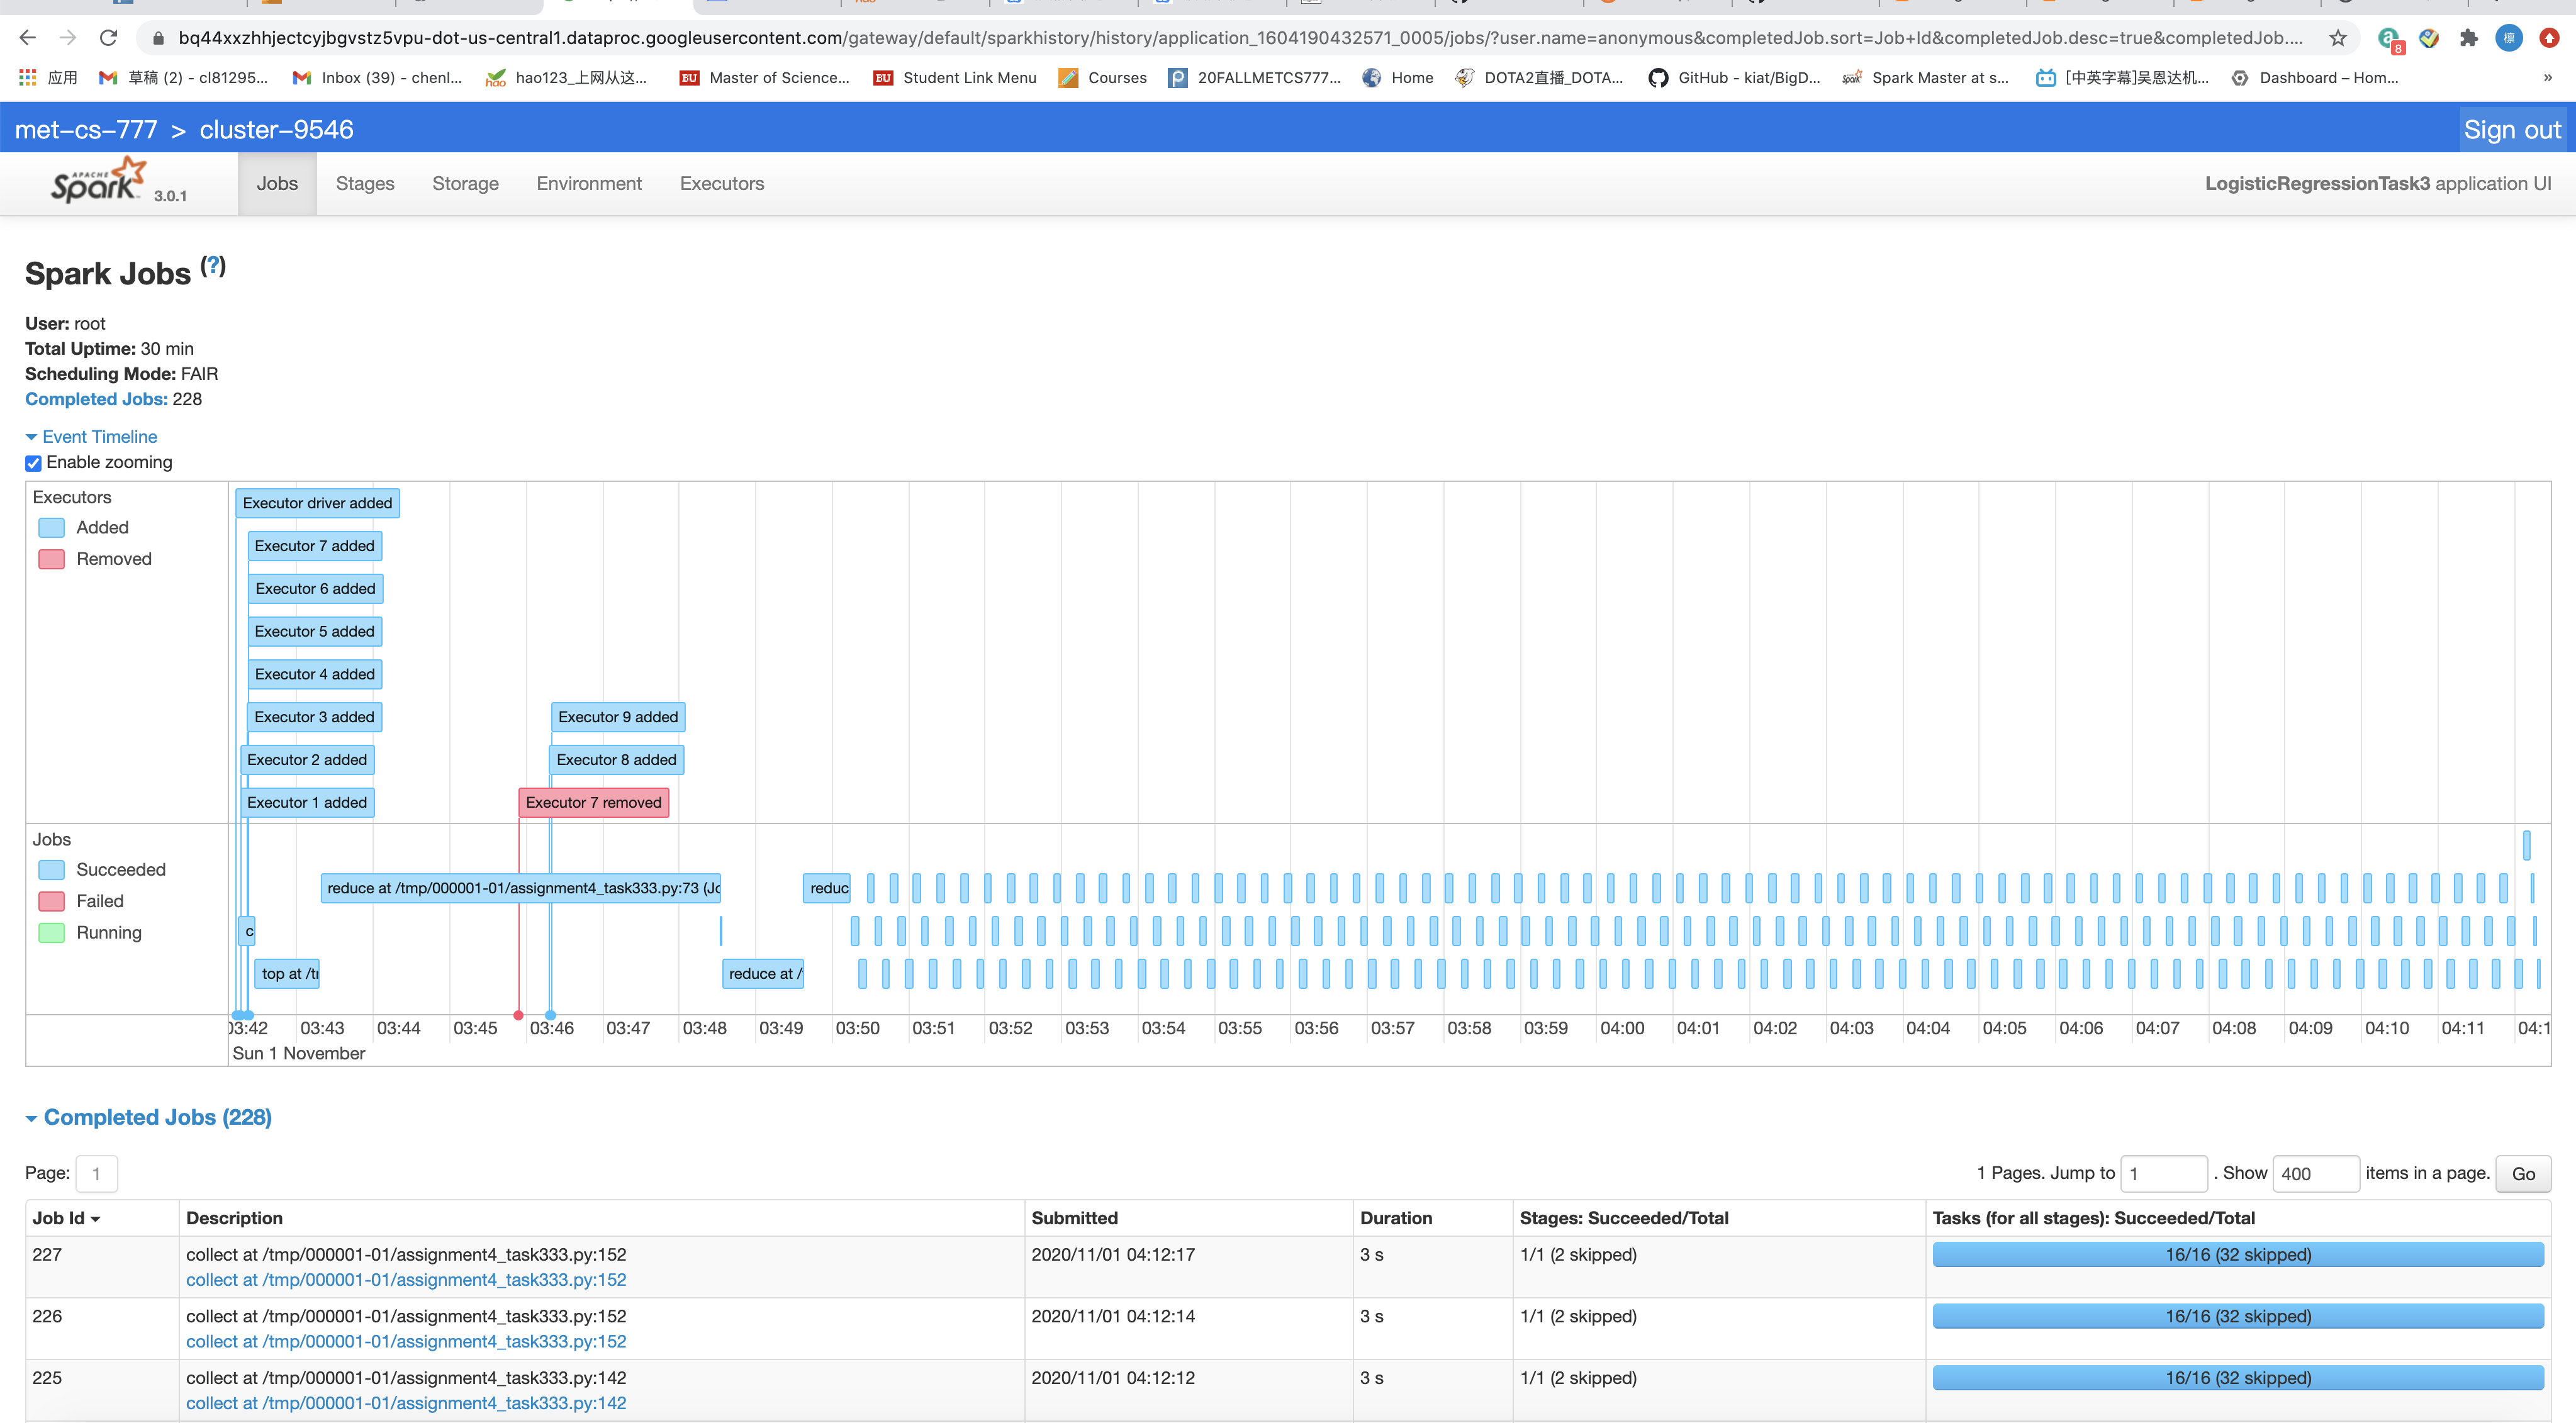 bq44xxzhhjectcyjbgvstz5vpu-dot-us-central1.dataproc.googleusercontent.com/gateway/default/sparkhistory/history/application_1604190432571_0005/jobs/?user.name=anonymous&completedJob.sort=Job+Id&completedJob.desc=true&completedJob....
8 標
应用 草稿 (2) - cl81295... Inbox (39) - chenl... hao hao123_上网从这... BU Master of Science... BU Student Link Menu Courses P 20FALLMETCS777... Home DOTA2直播_DOTA... GitHub - kiat/BigD... Spark Master at s... [中英字幕]吴恩达机... Dashboard – Hom... »
met-cs-777 > cluster-9546 Sign out
APACHE Spark 3.0.1 Jobs Stages Storage Environment Executors LogisticRegressionTask3 application UI
Spark Jobs (?)
User: root
Total Uptime: 30 min
Scheduling Mode: FAIR
Completed Jobs: 228
Event Timeline
Enable zooming
Executors
Added
Removed
Executor driver added
Executor 7 added
Executor 6 added
Executor 5 added
Executor 4 added
Executor 3 added Executor 9 added
Executor 2 added Executor 8 added
Executor 1 added Executor 7 removed
Jobs
Succeeded
Failed
Running
reduce at /tmp/000001-01/assignment4_task333.py:73 (Jo reduc
c
top at /t reduce at /
03:42 03:43 03:44 03:45 03:46 03:47 03:48 03:49 03:50 03:51 03:52 03:53 03:54 03:55 03:56 03:57 03:58 03:59 04:00 04:01 04:02 04:03 04:04 04:05 04:06 04:07 04:08 04:09 04:10 04:11 04:1
Sun 1 November
Completed Jobs (228)
Page: 1 1 Pages. Jump to 1 . Show 400 items in a page. Go
Job Id Description Submitted Duration Stages: Succeeded/Total Tasks (for all stages): Succeeded/Total
227 collect at /tmp/000001-01/assignment4_task333.py:152 2020/11/01 04:12:17 3 s 1/1 (2 skipped) 16/16 (32 skipped)
collect at /tmp/000001-01/assignment4_task333.py:152
226 collect at /tmp/000001-01/assignment4_task333.py:152 2020/11/01 04:12:14 3 s 1/1 (2 skipped) 16/16 (32 skipped)
collect at /tmp/000001-01/assignment4_task333.py:152
225 collect at /tmp/000001-01/assignment4_task333.py:142 2020/11/01 04:12:12 3 s 1/1 (2 skipped) 16/16 (32 skipped)
collect at /tmp/000001-01/assignment4_task333.py:142